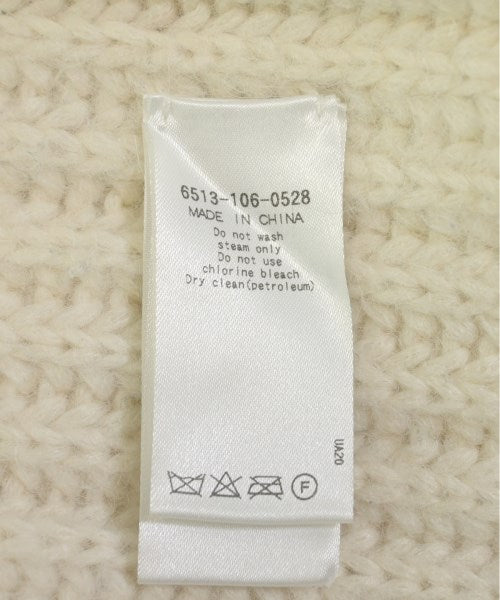 6513-106-0528
MADE IN CHINA
Do not wash
steam only
Do not use
chlorine bleach
Dry clean(petroleum)
UA20
F